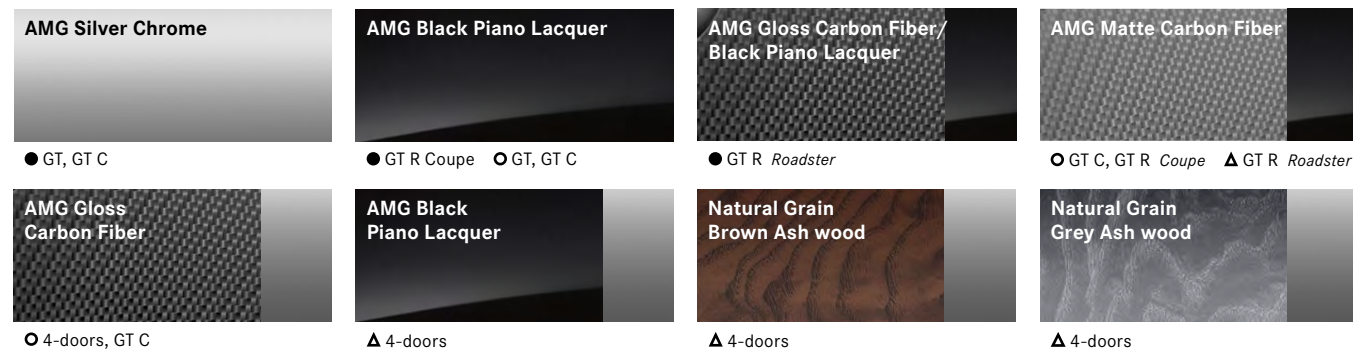 AMG Silver Chrome
● GT, GT C
AMG Black Piano Lacquer
● GT R Coupe O GT, GT C
AMG Gloss Carbon Fiber/
Black Piano Lacquer
● GT R Roadster
AMG Matte Carbon Fiber
O GT C, GT R Coupe Δ GT R Roadster
AMG Gloss
Carbon Fiber
O 4-doors, GT C
AMG Black
Piano Lacquer
Δ 4-doors
Natural Grain
Brown Ash wood
Δ 4-doors
Natural Grain
Grey Ash wood
Δ 4-doors